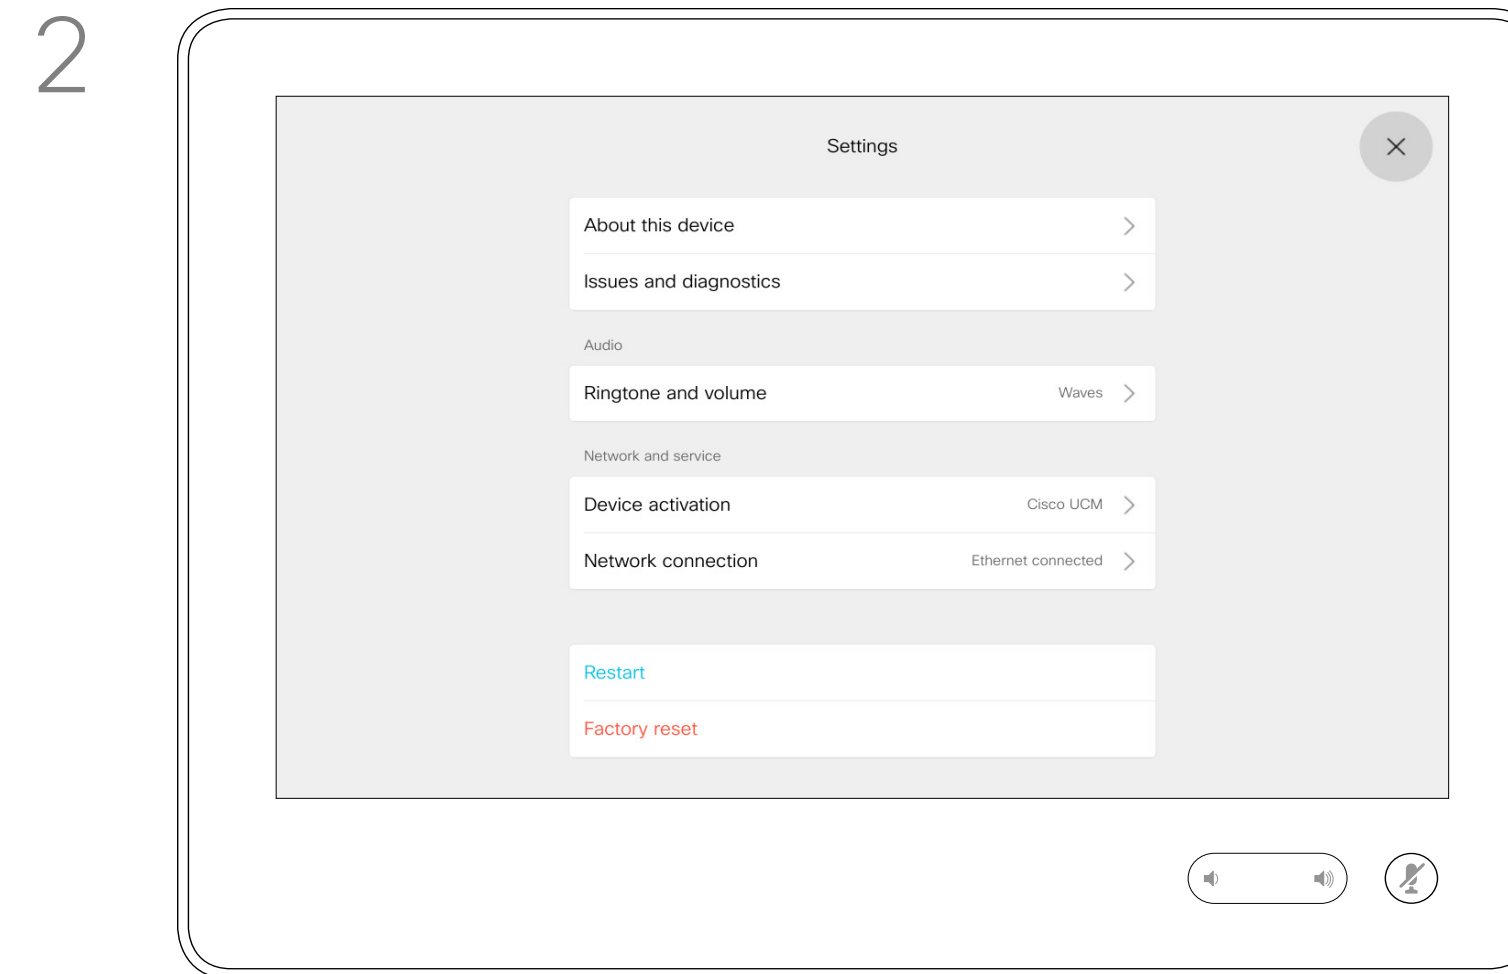 2
Settings
About this device
Issues and diagnostics
Audio
Ringtone and volume Waves
Network and service
Device activation Cisco UCM
Network connection Ethernet connected
Restart
Factory reset